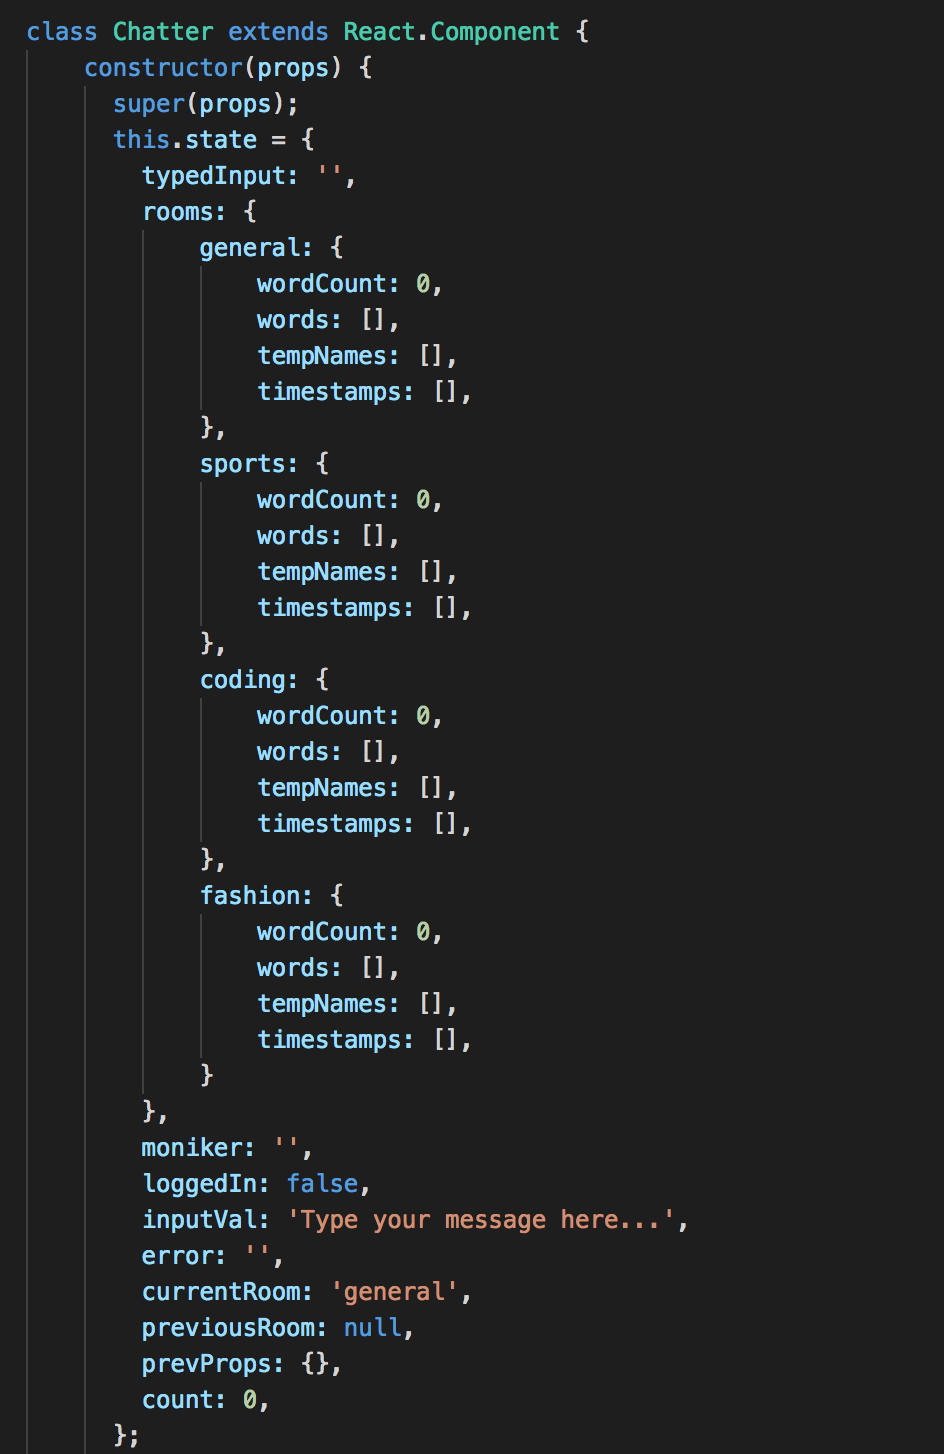 class Chatter extends React.Component {
    constructor(props) {
      super(props);
      this.state = {
        typedInput: '',
        rooms: {
            general: {
                wordCount: 0,
                words: [],
                tempNames: [],
                timestamps: [],
            },
            sports: {
                wordCount: 0,
                words: [],
                tempNames: [],
                timestamps: [],
            },
            coding: {
                wordCount: 0,
                words: [],
                tempNames: [],
                timestamps: [],
            },
            fashion: {
                wordCount: 0,
                words: [],
                tempNames: [],
                timestamps: [],
            }
        },
        moniker: '',
        loggedIn: false,
        inputVal: 'Type your message here...',
        error: '',
        currentRoom: 'general',
        previousRoom: null,
        prevProps: {},
        count: 0,
      };